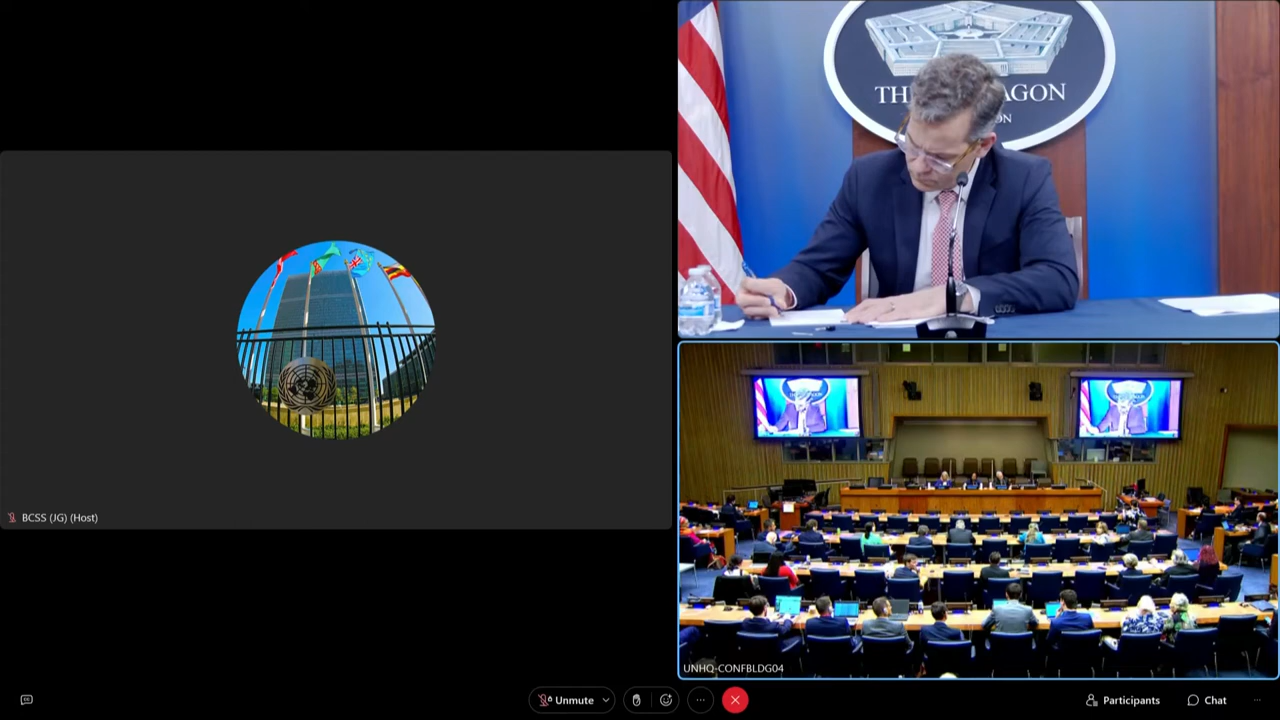 THE PENTAGON
BCSS (JG) (Host)
UNHQ-CONFBLDG04
Unmute
Participants
Chat